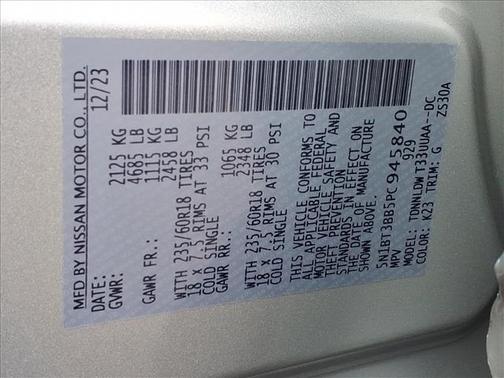 MFD BY NISSAN MOTOR CO., LTD.
DATE: 12/23
GVWR: 2125 KG
4685 LB
GAWR FR.: 1115 KG
2458 LB
WITH 235/60R18 TIRES
18 X 7.5 RIMS AT 33 PSI
COLD SINGLE
GAWR RR.: 1065 KG
2348 LB
WITH 235/60R18 TIRES
18 X 7.5 RIMS AT 30 PSI
COLD SINGLE
THIS VEHICLE CONFORMS TO
ALL APPLICABLE FEDERAL
MOTOR VEHICLE SAFETY AND
THEFT PREVENTION
STANDARDS IN EFFECT ON
THE DATE OF MANUFACTURE
SHOWN ABOVE.
5N1BT3BB5PC945840
MPV 929
MODEL: TDNNLDWT33UUAA--DC
COLOR: K23 TRIM: G ZS30A